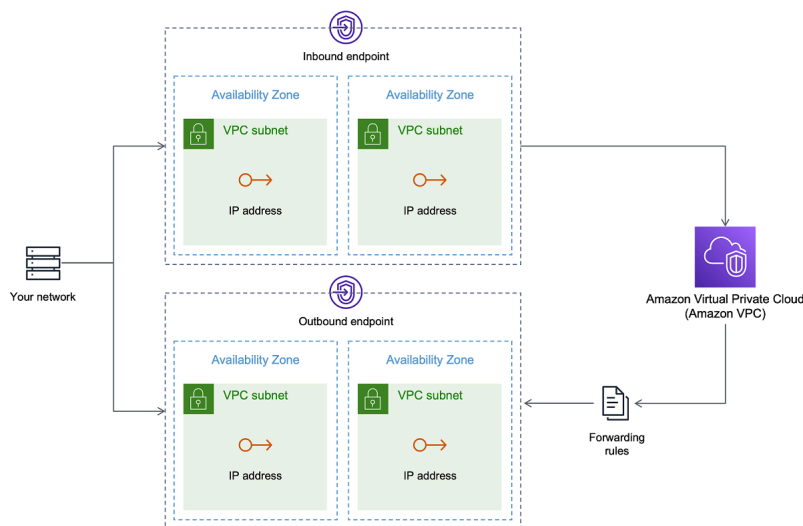 Inbound endpoint
Availability Zone
Availability Zone
VPC subnet
VPC subnet
IP address
IP address
Your network
Amazon Virtual Private Cloud
(Amazon VPC)
Outbound endpoint
Availability Zone
Availability Zone
VPC subnet
VPC subnet
IP address
IP address
Forwarding
rules